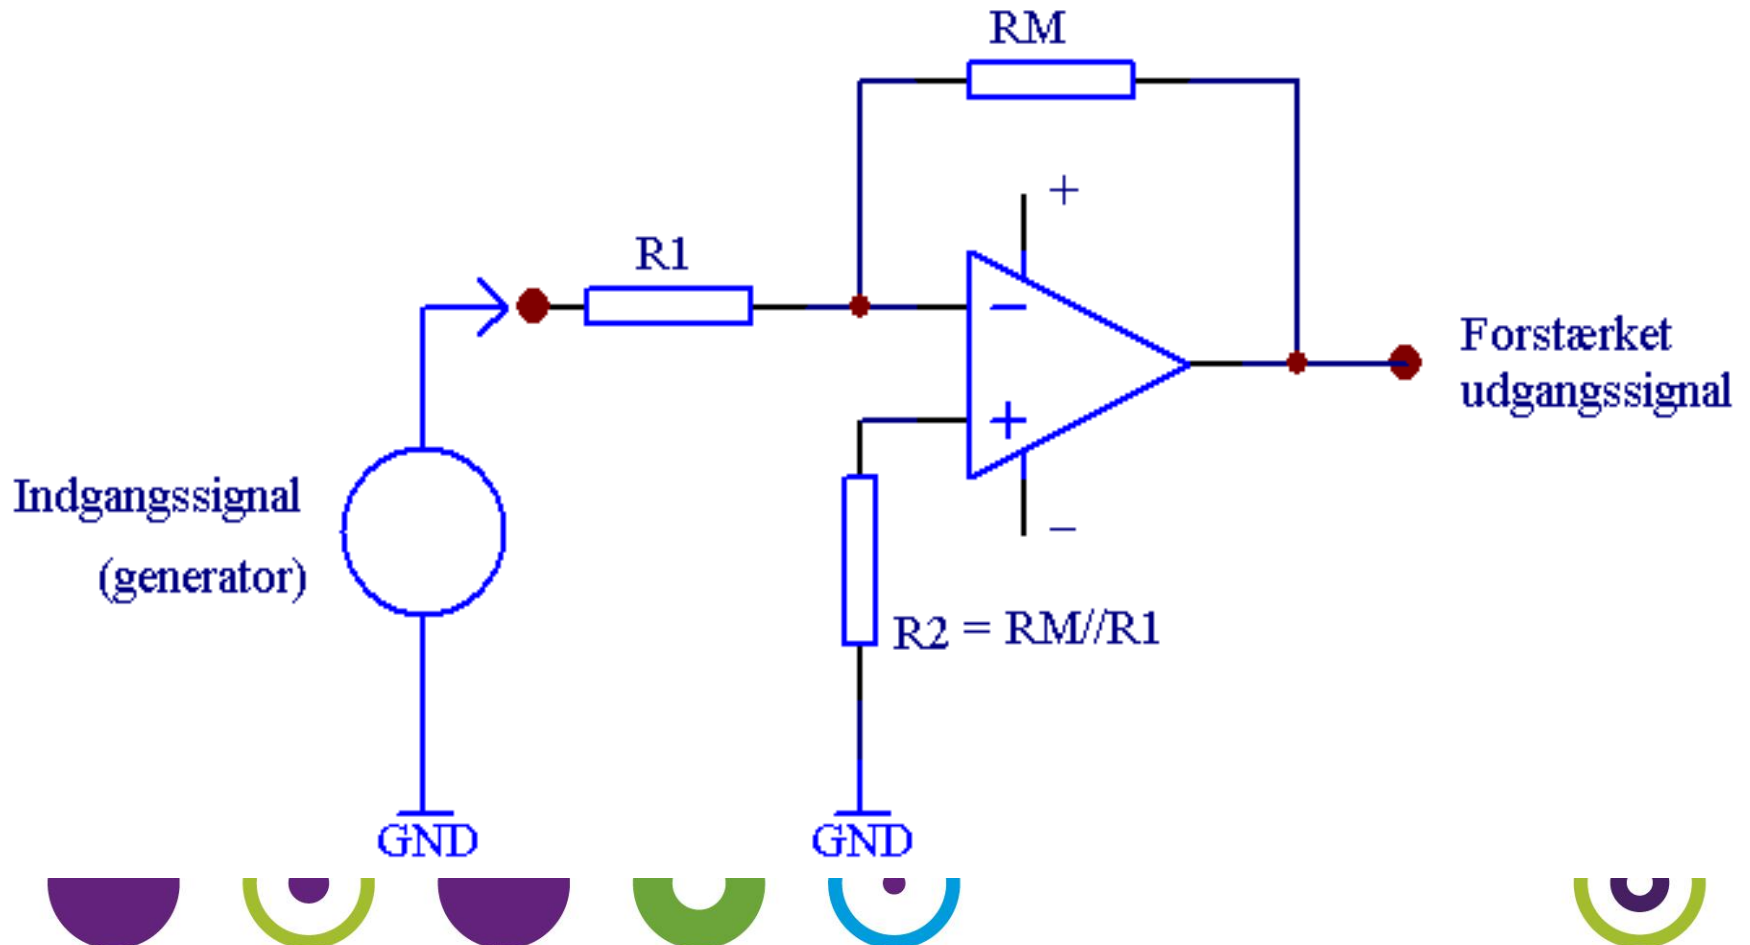 RM
+
R1
−
Forstærket
udgangssignal
+
Indgangssignal
−
(generator)
R2 = RM//R1
GND
GND